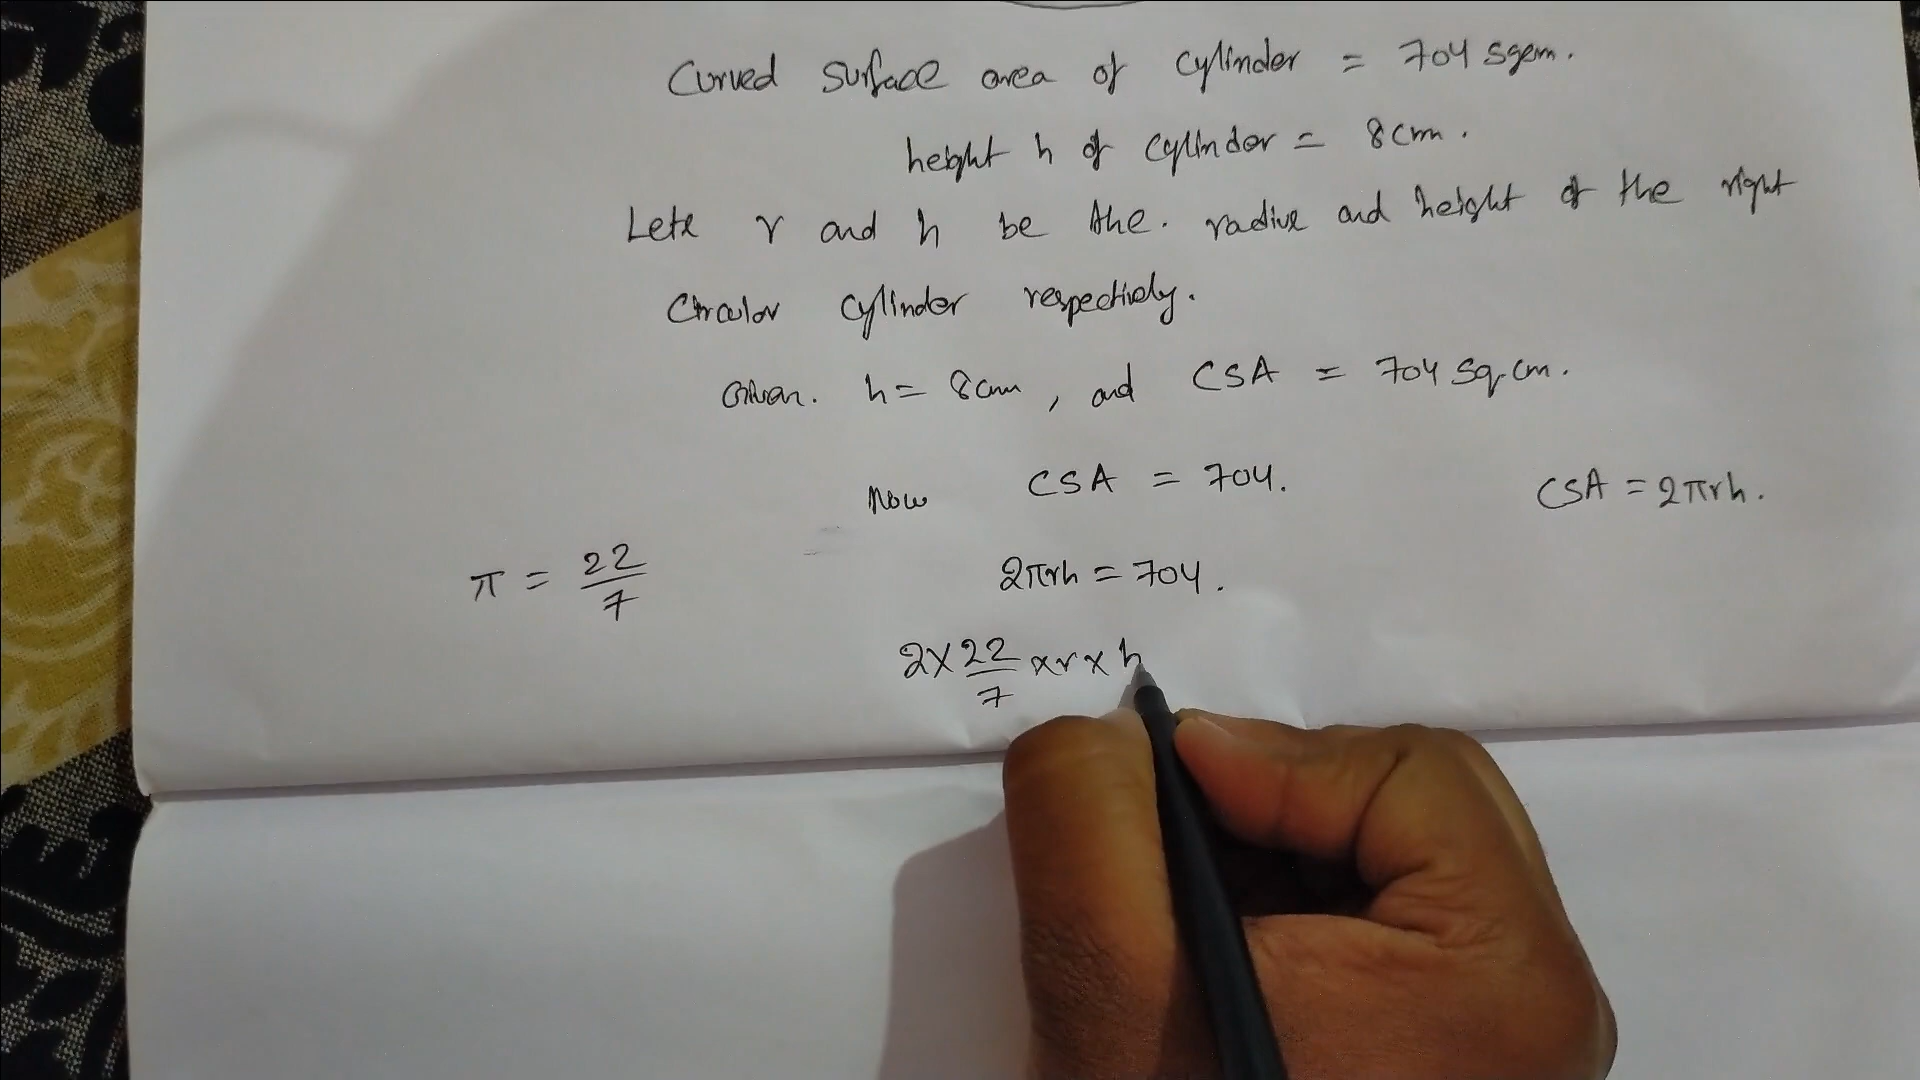 Curved surface area of cylinder = 704 sqcm.
height h of cylinder = 8cm.
Let r and h be the. radius and height of the right
Circular cylinder respectively.
Given. h = 8cm, and CSA = 704 sq.cm.
Now CSA = 704. CSA = 2πrh.
π = 22/7 2πrh = 704.
2 × 22/7 × r × h